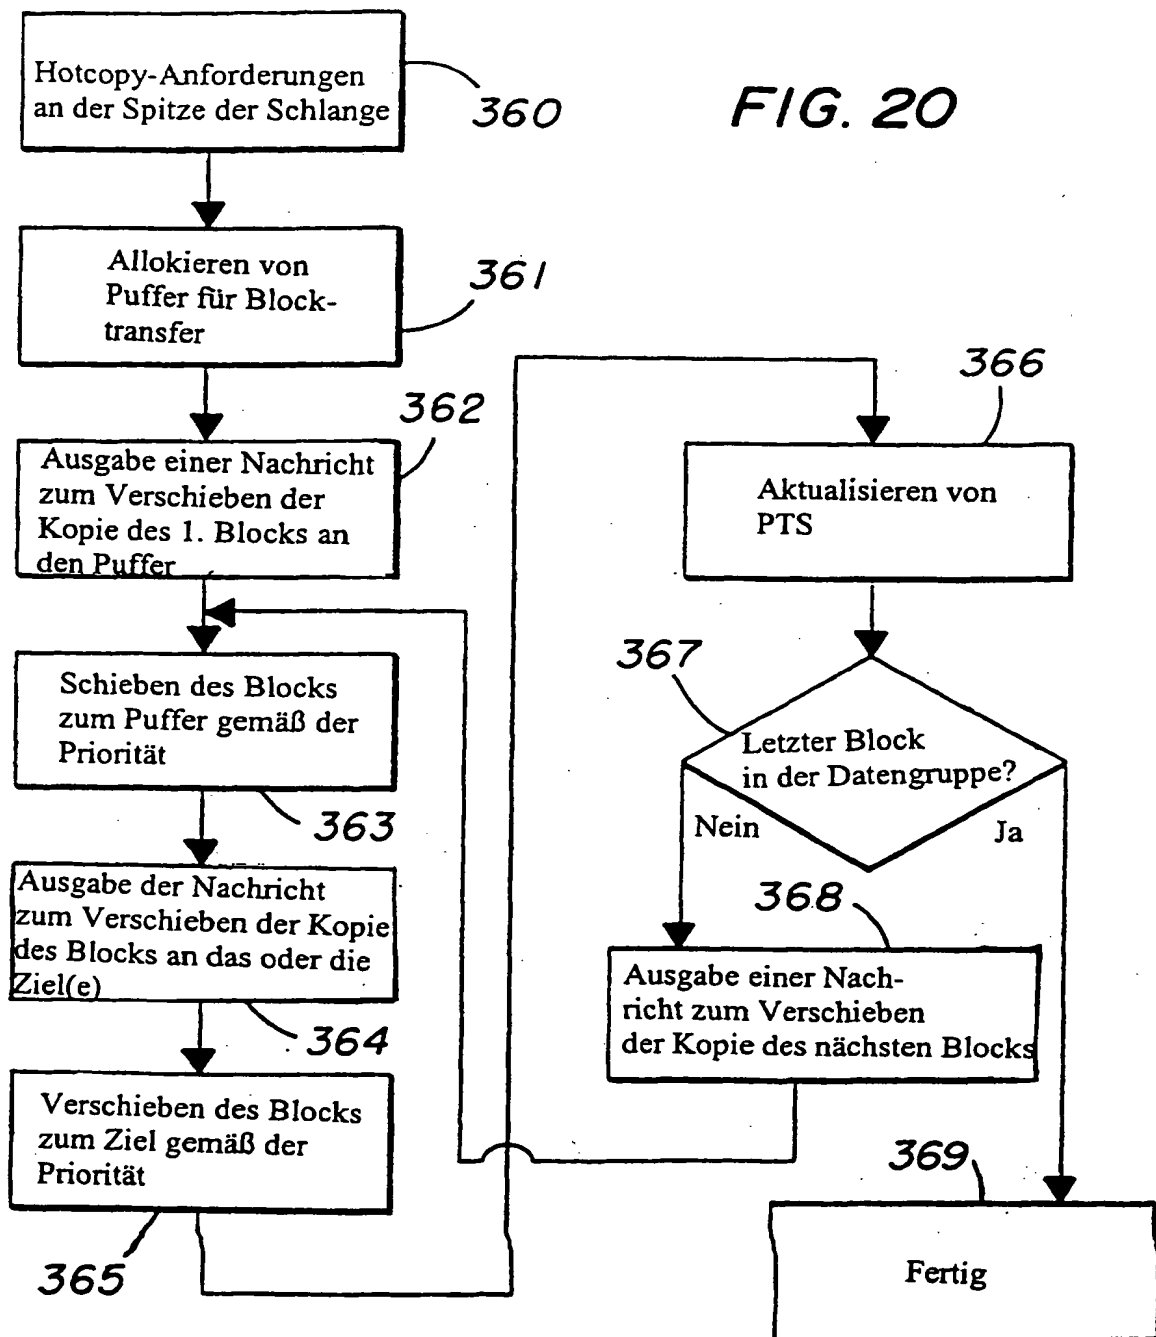 FIG. 20
Hotcopy-Anforderungen
an der Spitze der Schlange
360
Allokieren von
Puffer für Block-
transfer
361
362
Ausgabe einer Nachricht
zum Verschieben der
Kopie des 1. Blocks an
den Puffer
Schieben des Blocks
zum Puffer gemäß der
Priorität
363
Ausgabe der Nachricht
zum Verschieben der Kopie
des Blocks an das oder die
Ziel(e)
364
Verschieben des Blocks
zum Ziel gemäß der
Priorität
365
366
Aktualisieren von
PTS
367
Letzter Block
in der Datengruppe?
Nein
Ja
368
Ausgabe einer Nach-
richt zum Verschieben
der Kopie des nächsten Blocks
369
Fertig